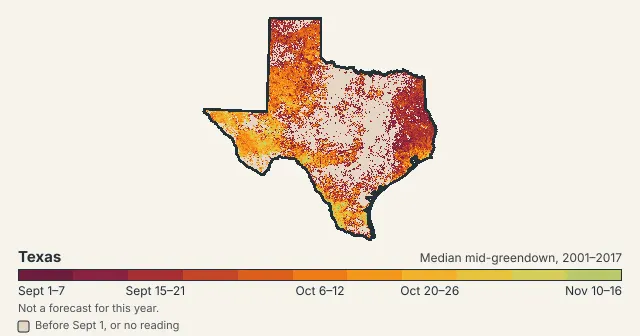 Texas
Median mid-greendown, 2001–2017
Sept 1–7 Sept 15–21 Oct 6–12 Oct 20–26 Nov 10–16
Not a forecast for this year.
Before Sept 1, or no reading